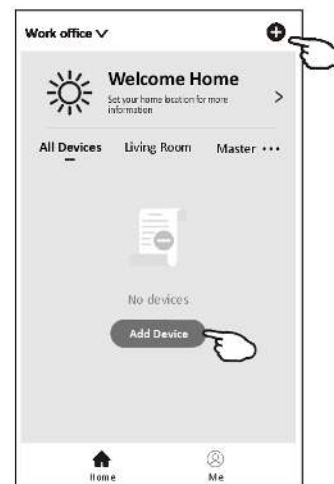 Work office
Welcome Home
Set your home location for more
information
All Devices Living Room Master ...
No devices
Add Device
Home Me